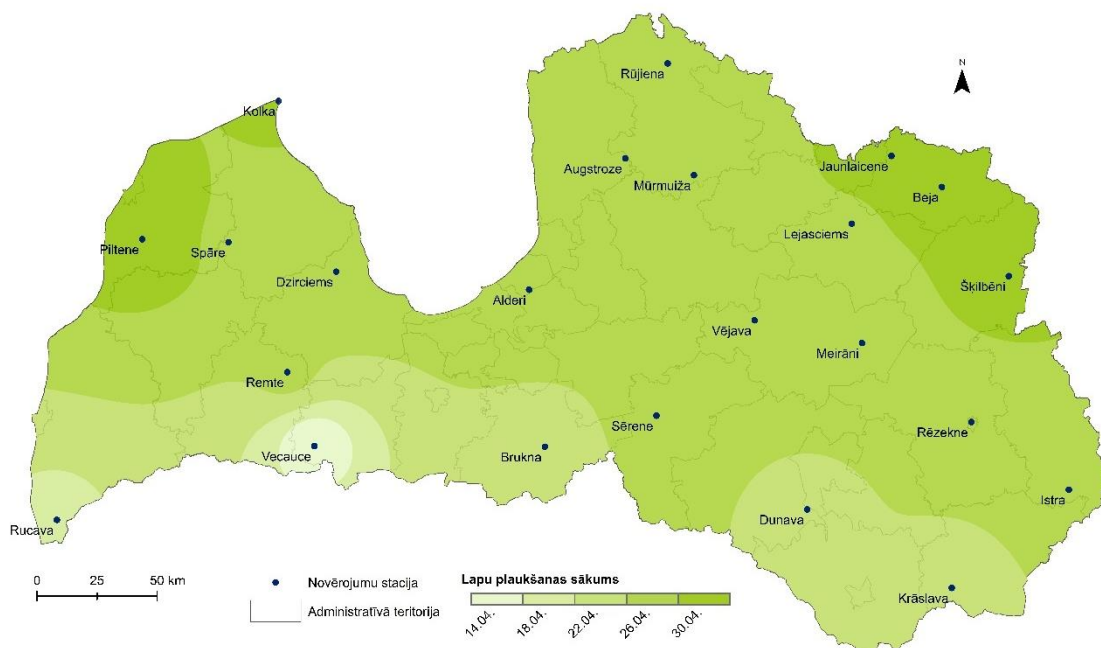 N
Rūjiena
Kolka
Jaunlaicene
Augstroze
Mūrmuiža
Beja
Lejasciems
Piltene
Spāre
Dzirciems
Šķilbēni
Alderi
Vējava
Meirāni
Remte
Sērene
Rēzekne
Vecauce
Brukna
Istra
Rucava
Dunava
Krāslava
0 25 50 km
Novērojumu stacija
Administratīvā teritorija
Lapu plaukšanas sākums
14.04. 18.04. 22.04. 26.04. 30.04.